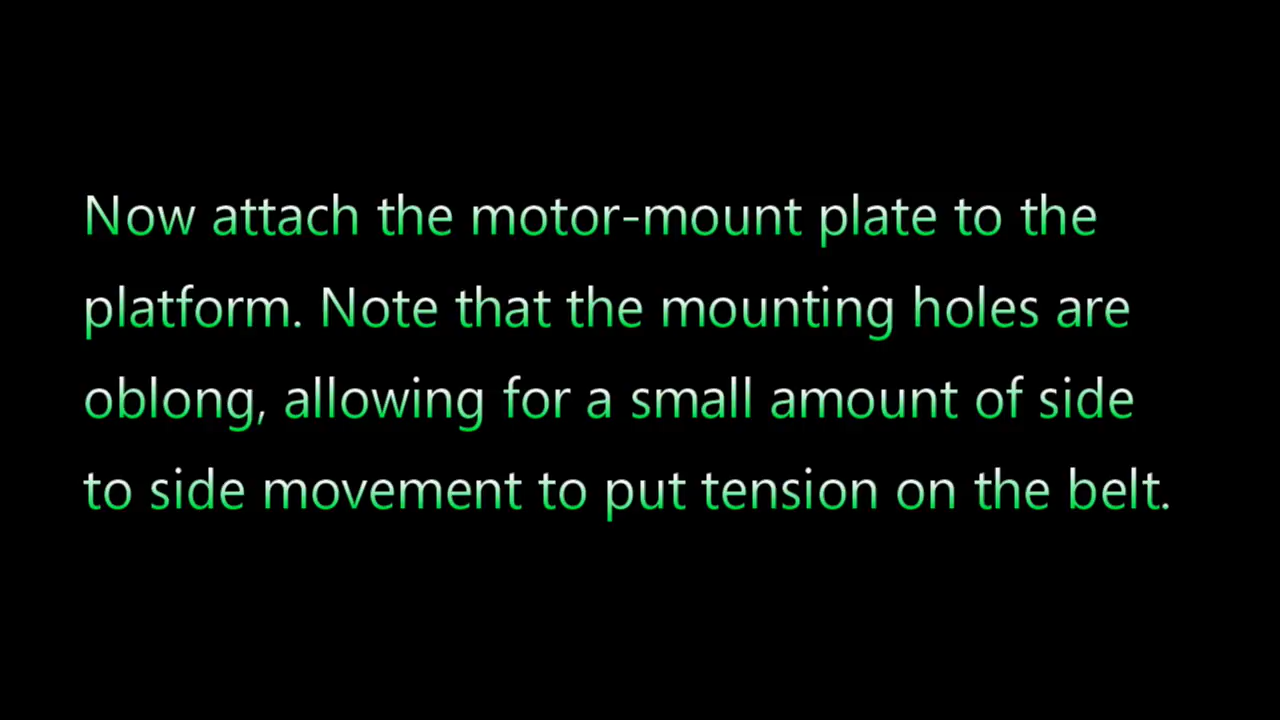 Now attach the motor-mount plate to the
platform. Note that the mounting holes are
oblong, allowing for a small amount of side
to side movement to put tension on the belt.